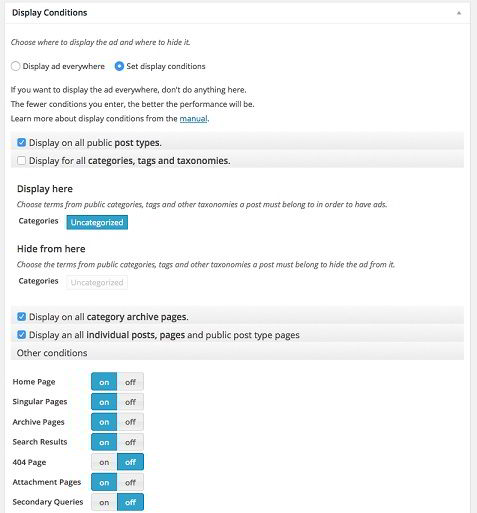 Display Conditions
Choose where to display the ad and where to hide it.
Display ad everywhere Set display conditions
If you want to display the ad everywhere, don't do anything here.
The fewer conditions you enter, the better the performance will be.
Learn more about display conditions from the manual.
Display on all public post types.
Display for all categories, tags and taxonomies.
Display here
Choose terms from public categories, tags and other taxonomies a post must belong to in order to have ads.
Categories Uncategorized
Hide from here
Choose the terms from public categories, tags and other taxonomies a post must belong to hide the ad from it.
Categories Uncategorized
Display on all category archive pages.
Display an all individual posts, pages and public post type pages
Other conditions
Home Page on off
Singular Pages on off
Archive Pages on off
Search Results on off
404 Page on off
Attachment Pages on off
Secondary Queries on off